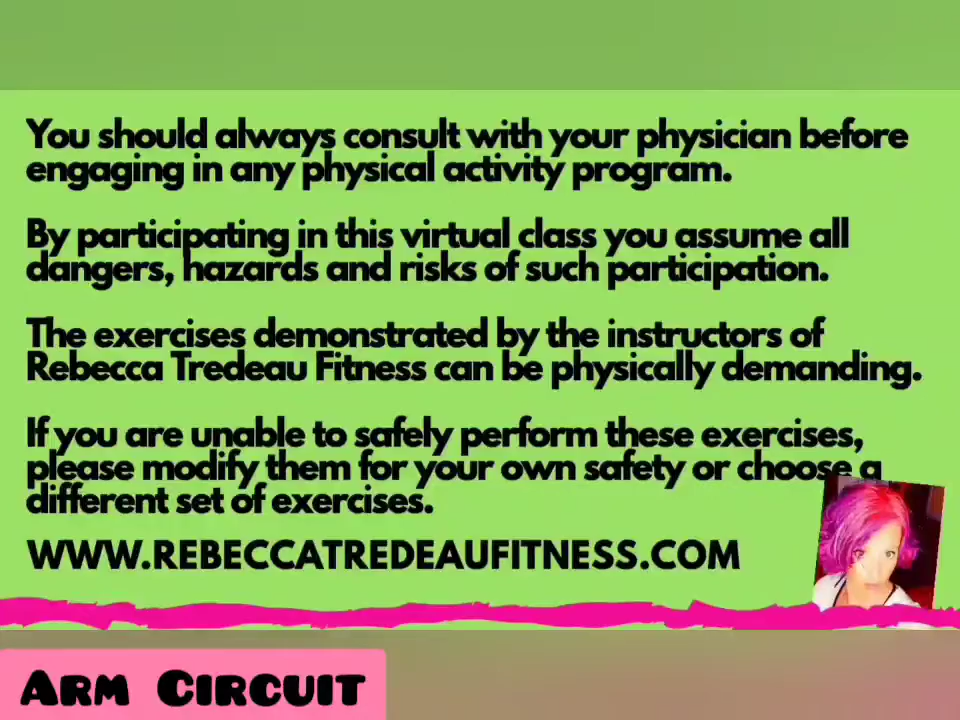 You should always consult with your physician before
engaging in any physical activity program.
By participating in this virtual class you assume all
dangers, hazards and risks of such participation.
The exercises demonstrated by the instructors of
Rebecca Tredeau Fitness can be physically demanding.
If you are unable to safely perform these exercises,
please modify them for your own safety or choose a
different set of exercises.
WWW.REBECCATREDEAUFITNESS.COM
ARM CIRCUIT